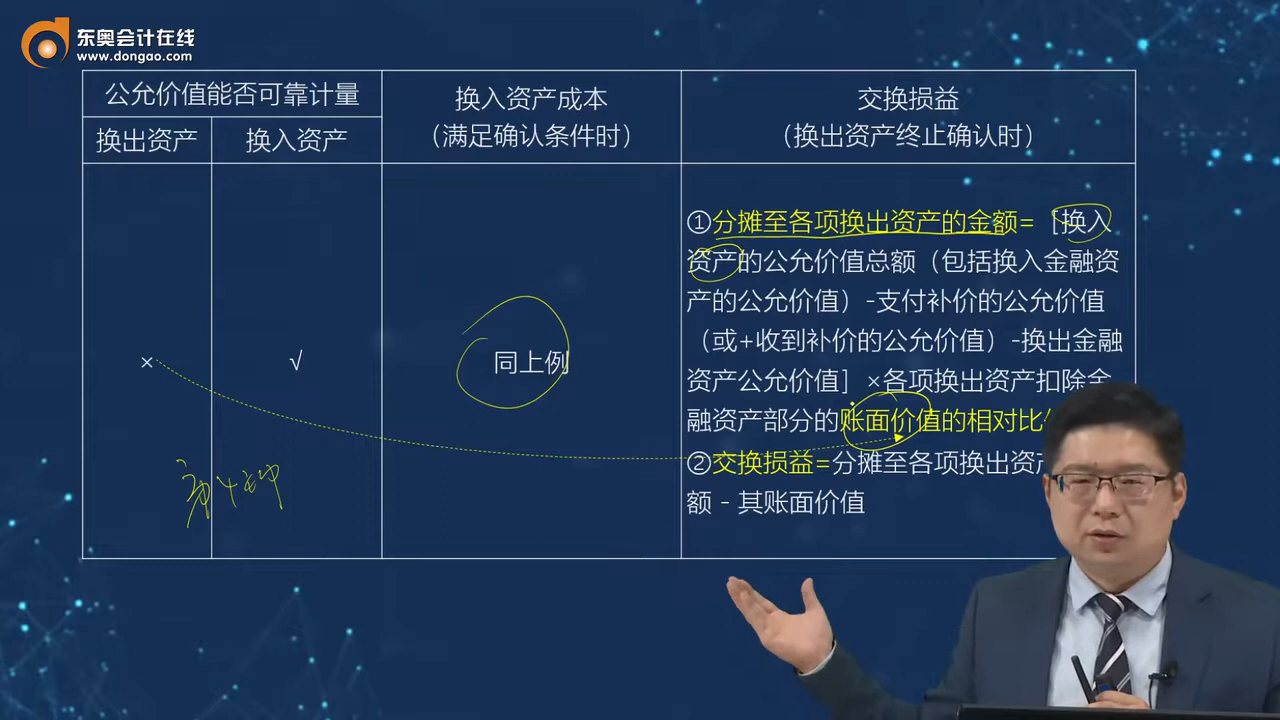 东奥会计在线
www.dongao.com
公允价值能否可靠计量
换出资产
换入资产
换入资产成本
（满足确认条件时）
交换损益
（换出资产终止确认时）
×
√
同上例
①分摊至各项换出资产的金额=［换入
资产的公允价值总额（包括换入金融资
产的公允价值）-支付补价的公允价值
（或+收到补价的公允价值）-换出金融
资产公允价值］×各项换出资产扣除金
融资产部分的账面价值的相对比
②交换损益=分摊至各项换出资产
额 - 其账面价值